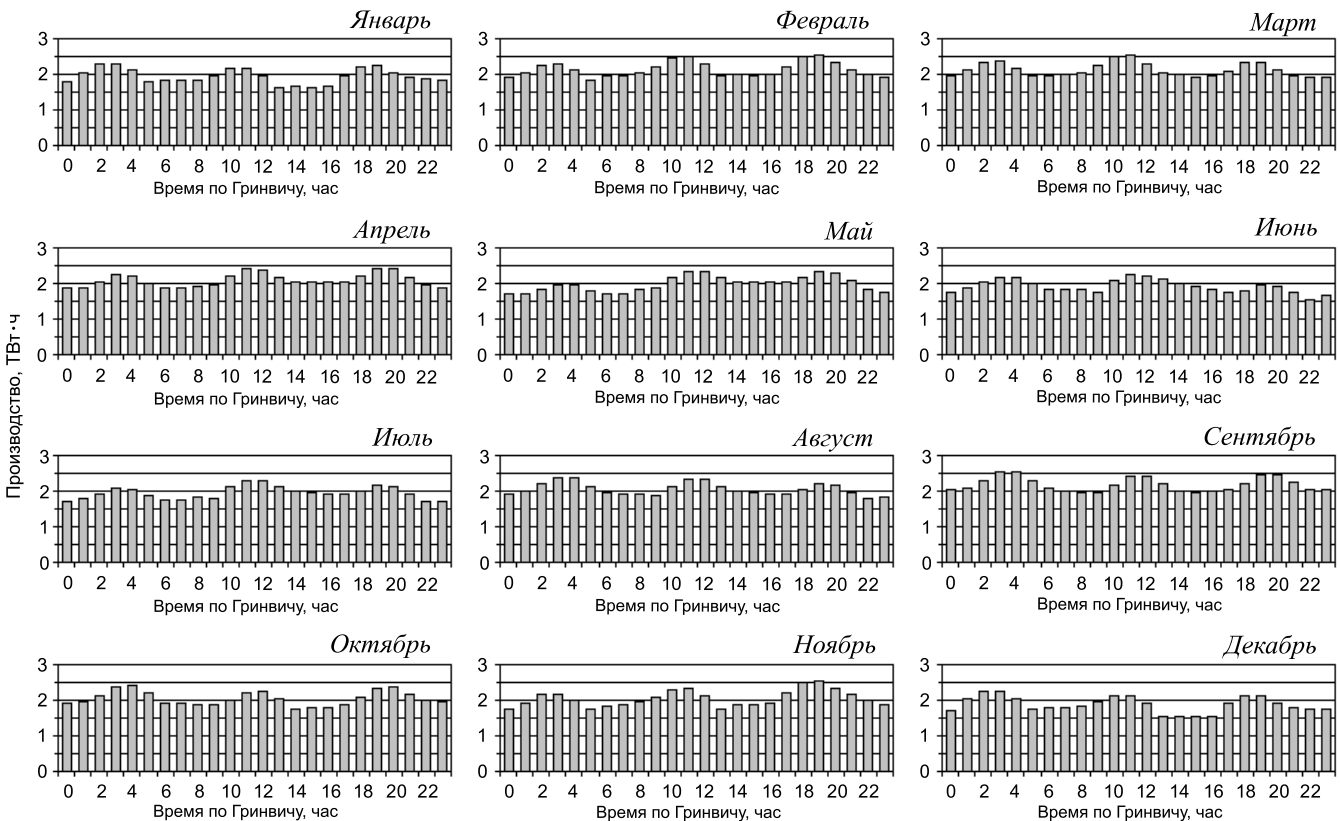 Январь Февраль Март
3 3 3
2 2 2
1 1 1
0 0 0
0 2 4 6 8 10 12 14 16 18 20 22 0 2 4 6 8 10 12 14 16 18 20 22 0 2 4 6 8 10 12 14 16 18 20 22
Время по Гринвичу, час Время по Гринвичу, час Время по Гринвичу, час
Производство, ТВт·ч
Апрель Май Июнь
3 3 3
2 2 2
1 1 1
0 0 0
0 2 4 6 8 10 12 14 16 18 20 22 0 2 4 6 8 10 12 14 16 18 20 22 0 2 4 6 8 10 12 14 16 18 20 22
Время по Гринвичу, час Время по Гринвичу, час Время по Гринвичу, час
Июль Август Сентябрь
3 3 3
2 2 2
1 1 1
0 0 0
0 2 4 6 8 10 12 14 16 18 20 22 0 2 4 6 8 10 12 14 16 18 20 22 0 2 4 6 8 10 12 14 16 18 20 22
Время по Гринвичу, час Время по Гринвичу, час Время по Гринвичу, час
Октябрь Ноябрь Декабрь
3 3 3
2 2 2
1 1 1
0 0 0
0 2 4 6 8 10 12 14 16 18 20 22 0 2 4 6 8 10 12 14 16 18 20 22 0 2 4 6 8 10 12 14 16 18 20 22
Время по Гринвичу, час Время по Гринвичу, час Время по Гринвичу, час